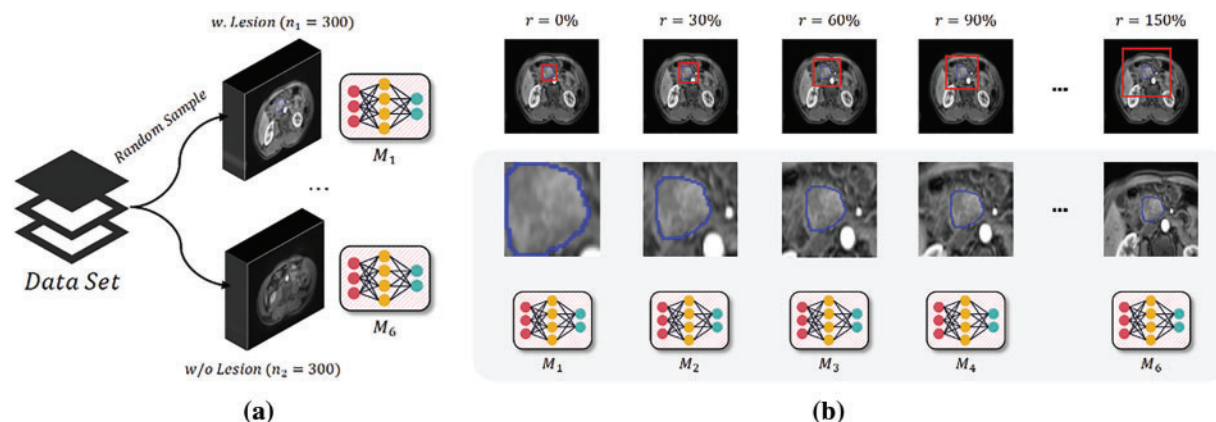 w. Lesion (n₁ = 300)
Random Sample
M₁
...
Data Set
M₆
w/o Lesion (n₂ = 300)
(a)
r = 0% r = 30% r = 60% r = 90% r = 150%
...
...
M₁ M₂ M₃ M₄ M₆
(b)